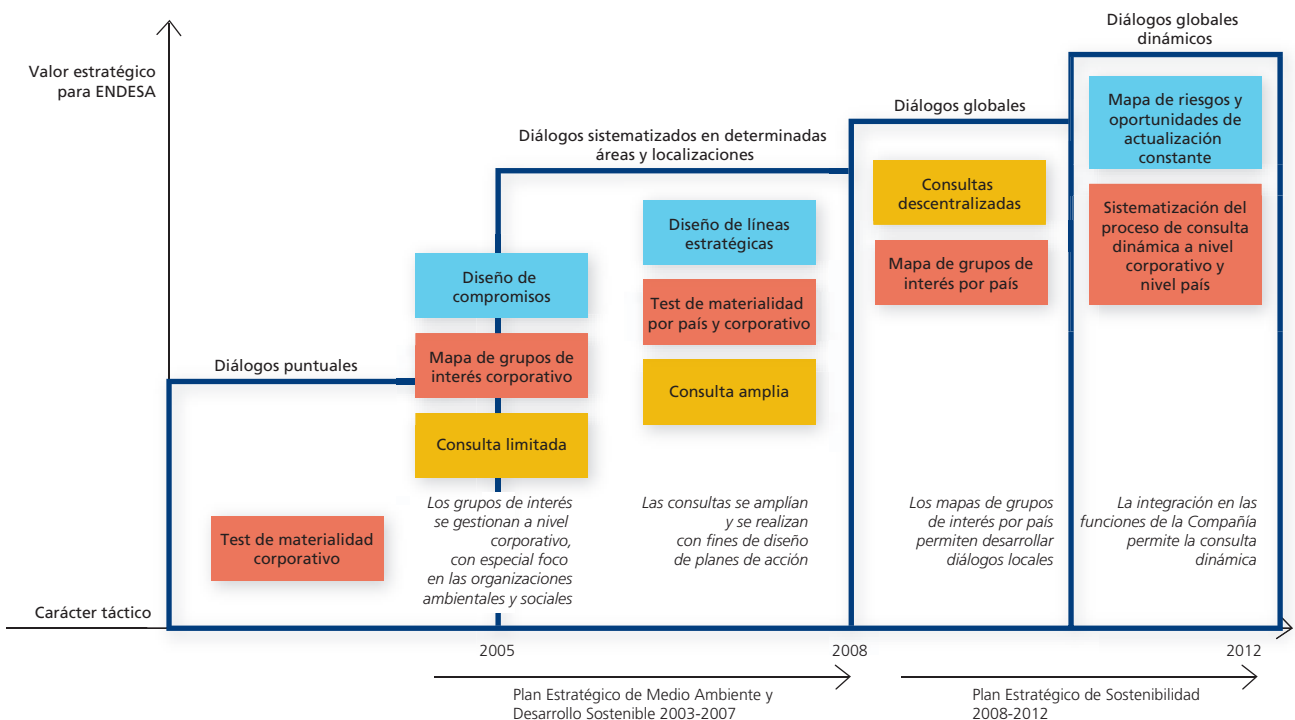 Valor estratégico
para ENDESA
Carácter táctico
Diálogos puntuales
Test de materialidad
corporativo
Diseño de
compromisos
Mapa de grupos de
interés corporativo
Consulta limitada
Los grupos de interés
se gestionan a nivel
corporativo,
con especial foco
en las organizaciones
ambientales y sociales
Diálogos sistematizados en determinadas
áreas y localizaciones
Diseño de líneas
estratégicas
Test de materialidad
por país y corporativo
Consulta amplia
Las consultas se amplían
y se realizan
con fines de diseño
de planes de acción
Diálogos globales
Consultas
descentralizadas
Mapa de grupos de
interés por país
Los mapas de grupos
de interés por país
permiten desarrollar
diálogos locales
Diálogos globales
dinámicos
Mapa de riesgos y
oportunidades de
actualización
constante
Sistematización del
proceso de consulta
dinámica a nivel
corporativo y
nivel país
La integración en las
funciones de la Compañía
permite la consulta
dinámica
2005
2008
2012
Plan Estratégico de Medio Ambiente y
Desarrollo Sostenible 2003-2007
Plan Estratégico de Sostenibilidad
2008-2012